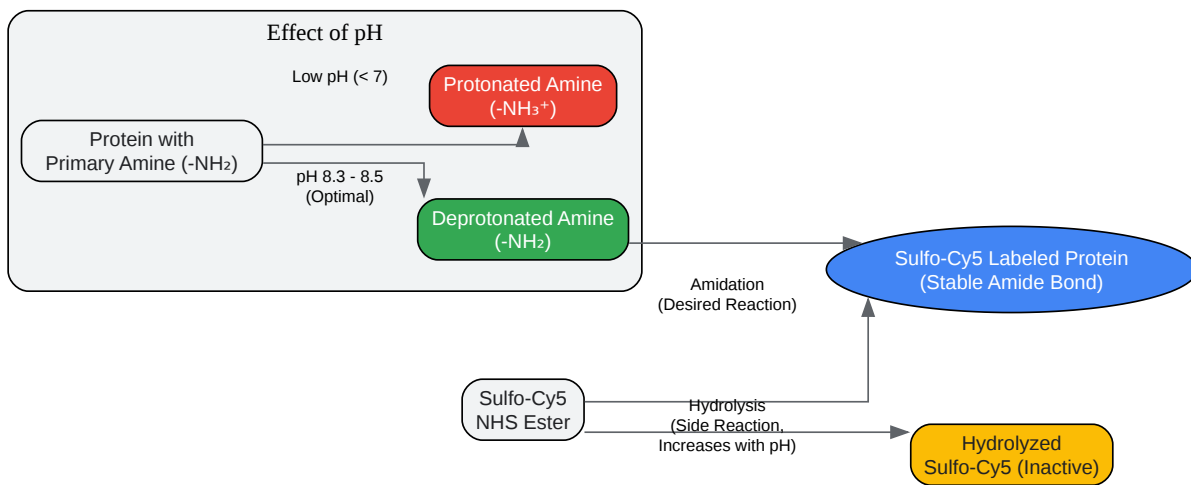 Effect of pH
Low pH (< 7)
Protonated Amine
(-NH₃⁺)
Protein with
Primary Amine (-NH₂)
pH 8.3 - 8.5
(Optimal)
Deprotonated Amine
(-NH₂)
Sulfo-Cy5 Labeled Protein
(Stable Amide Bond)
Amidation
(Desired Reaction)
Sulfo-Cy5
NHS Ester
Hydrolysis
(Side Reaction,
Increases with pH)
Hydrolyzed
Sulfo-Cy5 (Inactive)